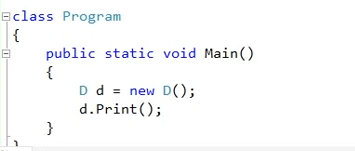 class Program
{
public static void Main()
{
D d = new D();
d.Print();
}
}